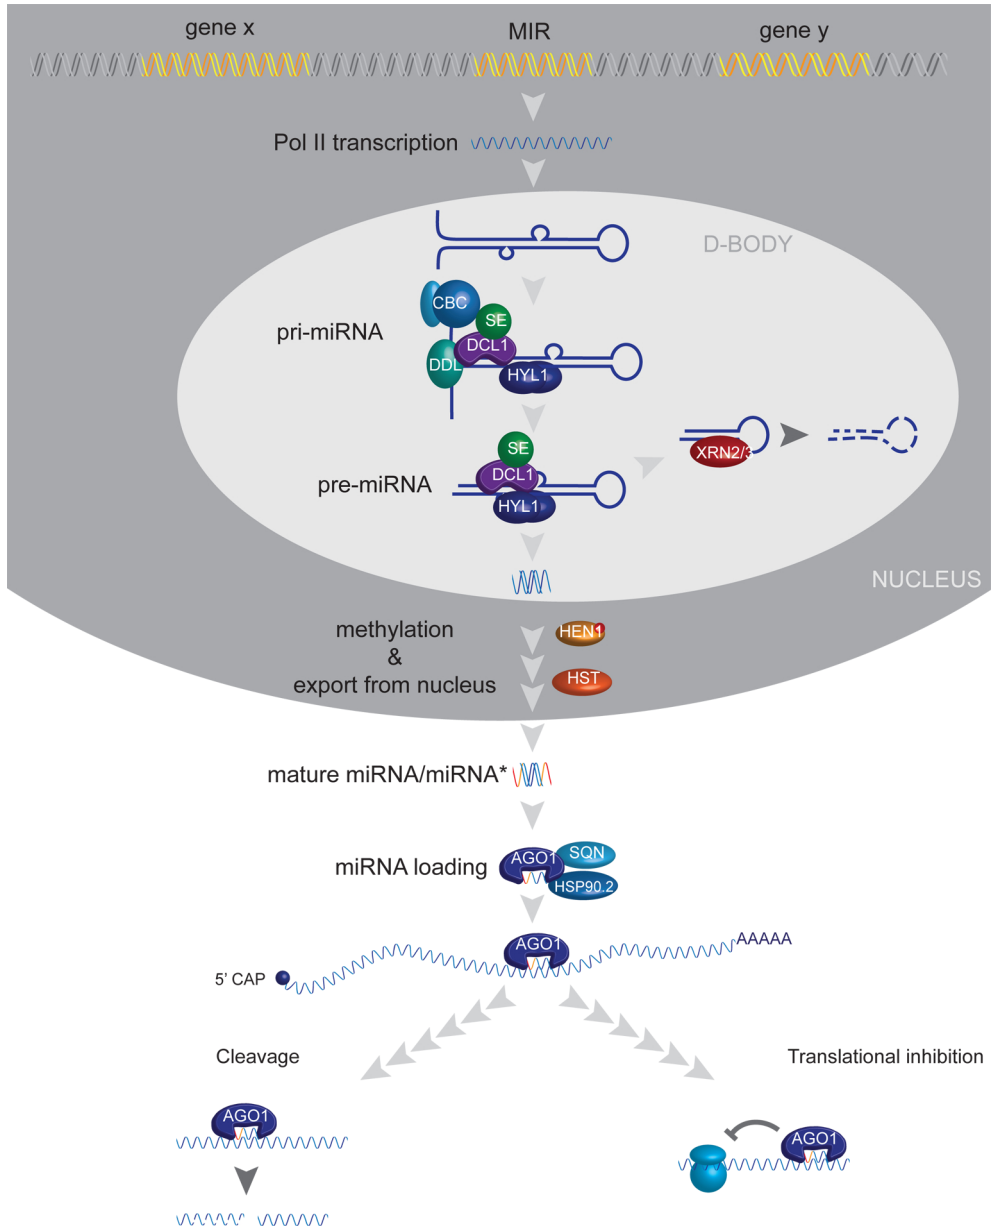 gene x
MIR
gene y
Pol II transcription
D-BODY
CBC
SE
pri-miRNA
DCL1
DDL
HYL1
XRN2/3
SE
DCL1
pre-miRNA
HYL1
NUCLEUS
methylation
&
export from nucleus
HEN1
HST
mature miRNA/miRNA*
miRNA loading
AGO1
SQN
HSP90.2
AGO1
AAAAA
5' CAP
Cleavage
Translational inhibition
AGO1
AGO1